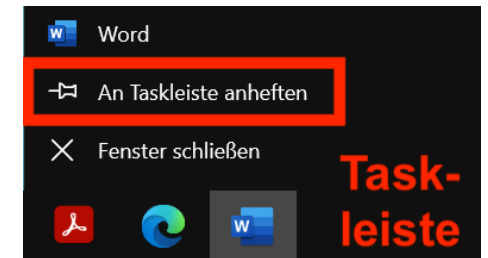 Word
An Taskleiste anheften
Fenster schließen
Task-
leiste